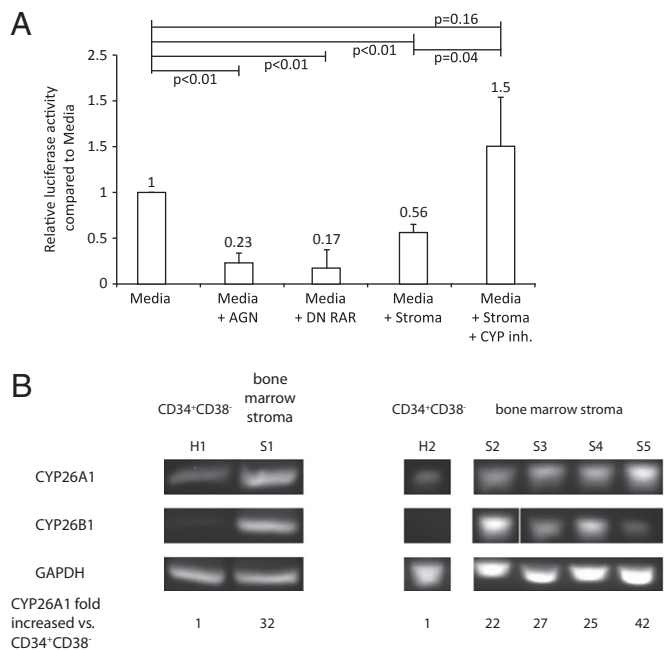 A
p=0.16
p<0.01
p=0.04
p<0.01
p<0.01
Relative luciferase activity
compared to Media
2.5
1.5
1.5
1
0.5
0
1
0.23
0.17
0.56
1.5
Media
Media
+ AGN
Media
+ DN RAR
Media
+ Stroma
Media
+ Stroma
+ CYP inh.
B
CD34+CD38-
bone
marrow
stroma
CD34+CD38-
bone marrow stroma
H1 S1 H2 S2 S3 S4 S5
CYP26A1
CYP26B1
GAPDH
CYP26A1 fold
increased vs.
CD34+CD38-
1 32 1 22 27 25 42